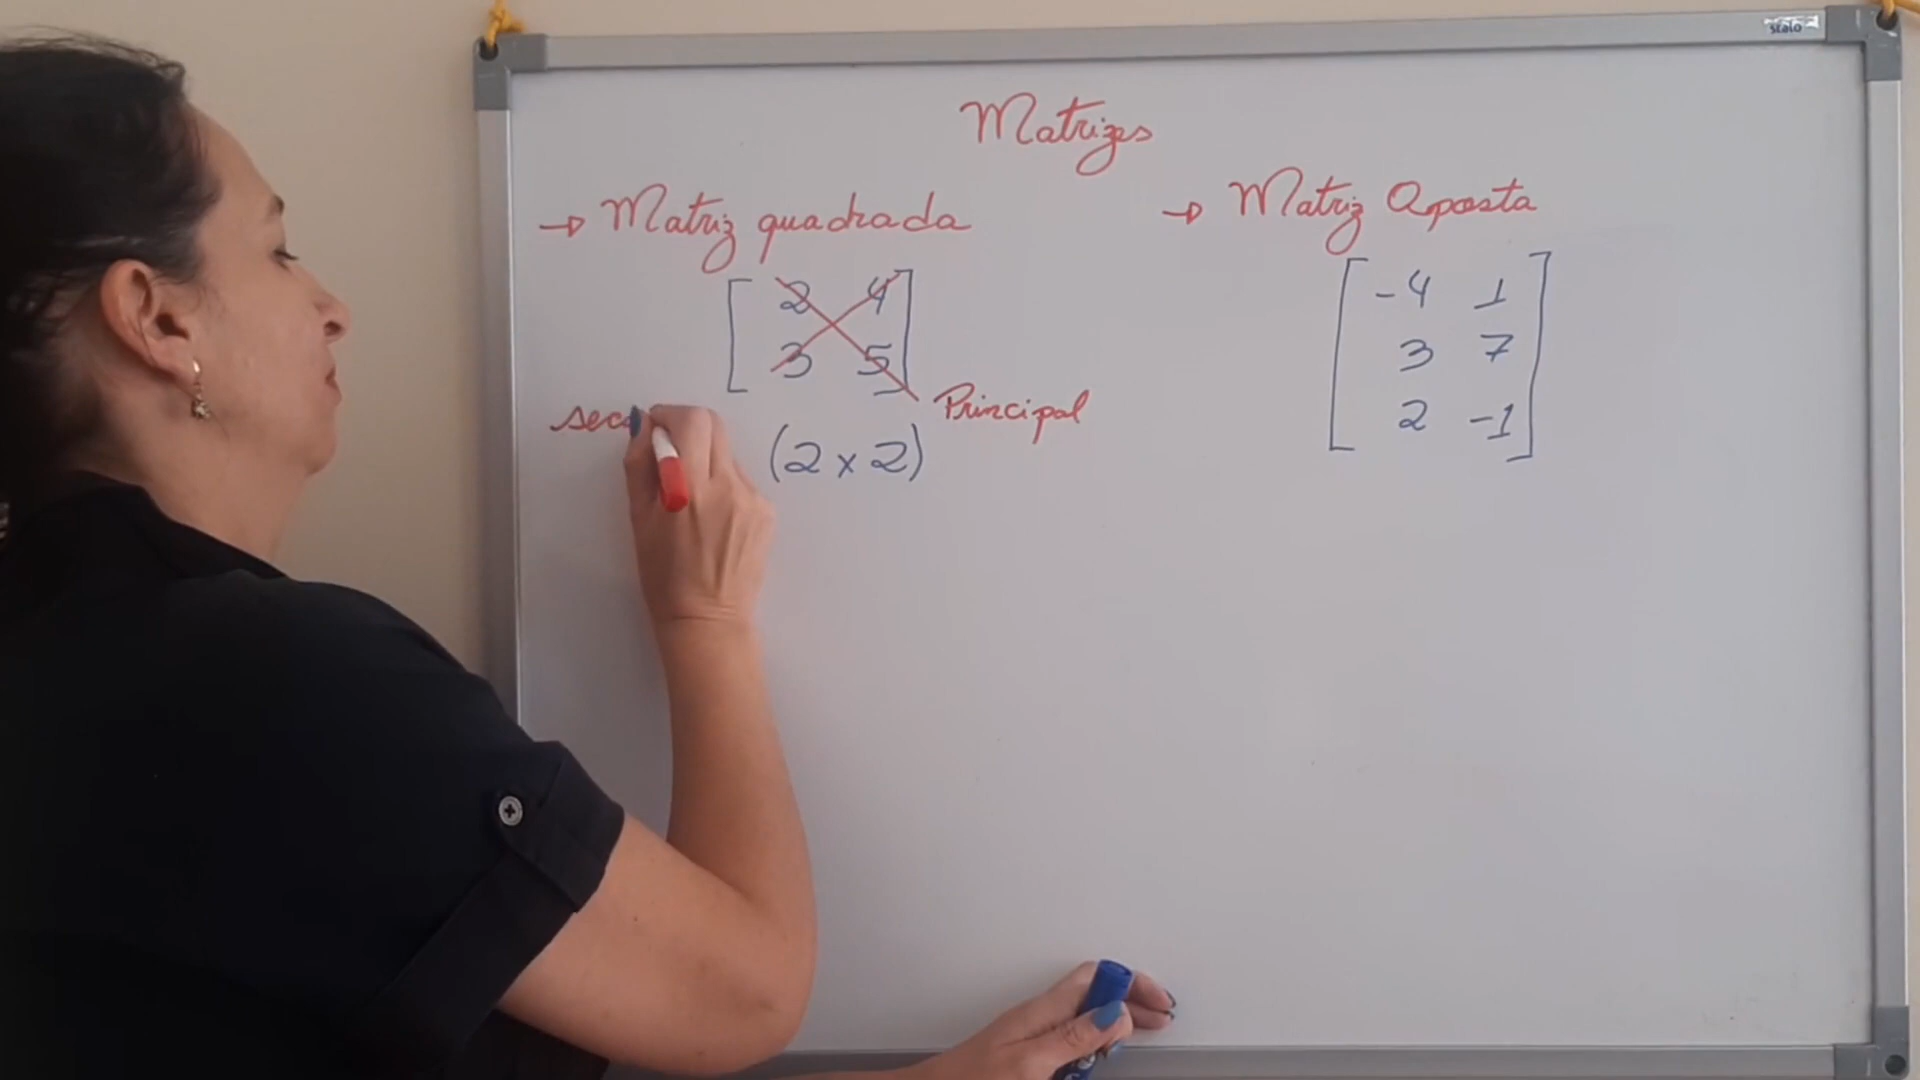 stalo
Matrizes
→ Matriz quadrada
2 4
3 5
Principal
sec
(2 x 2)
→ Matriz Oposta
-4 1
3 7
2 -1